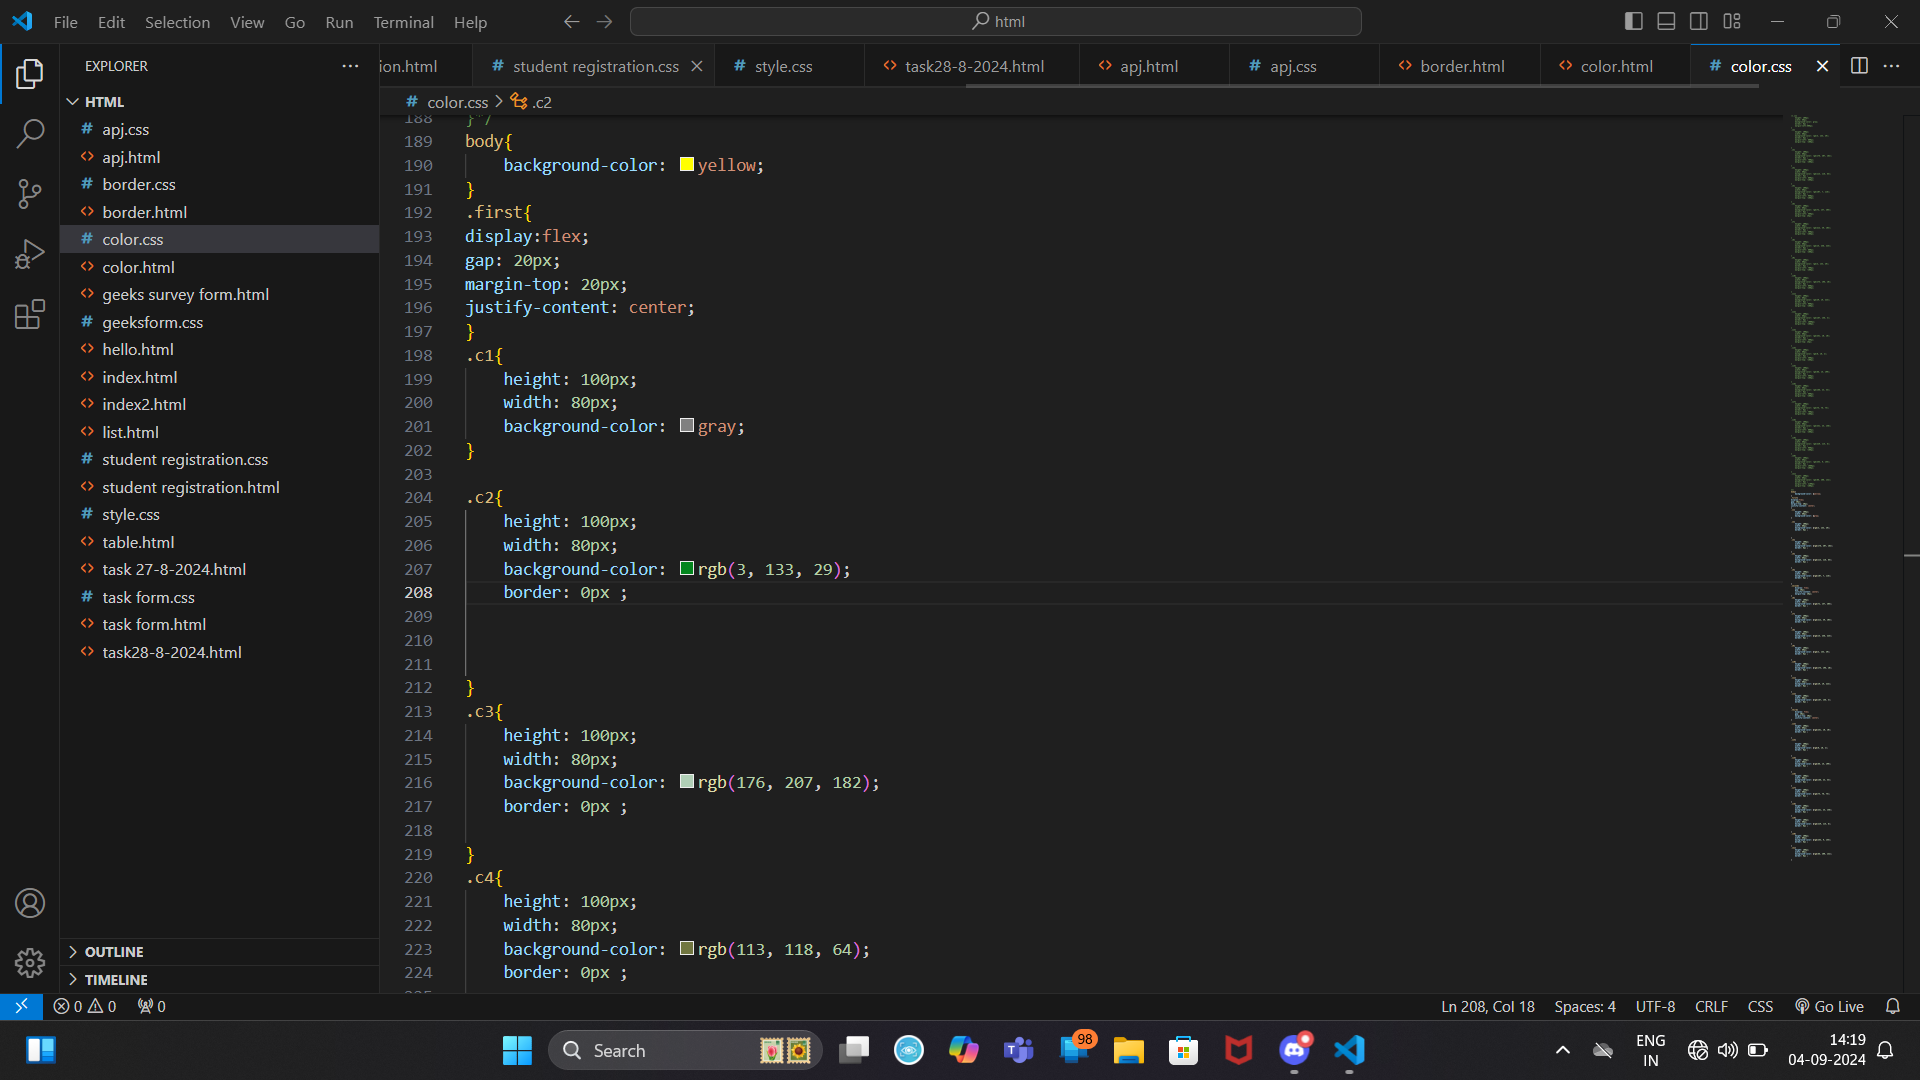 File Edit Selection View Go Run Terminal Help
html
EXPLORER
ion.html
student registration.css
style.css
task28-8-2024.html
apj.html
apj.css
border.html
color.html
color.css
color.css > .c2
HTML
apj.css
apj.html
border.css
border.html
color.css
color.html
geeks survey form.html
geeksform.css
hello.html
index.html
index2.html
list.html
student registration.css
student registration.html
style.css
table.html
task 27-8-2024.html
task form.css
task form.html
task28-8-2024.html
OUTLINE
TIMELINE
188 }*/
189 body{
190 background-color: yellow;
191 }
192 .first{
193 display:flex;
194 gap: 20px;
195 margin-top: 20px;
196 justify-content: center;
197 }
198 .c1{
199 height: 100px;
200 width: 80px;
201 background-color: gray;
202 }
203
204 .c2{
205 height: 100px;
206 width: 80px;
207 background-color: rgb(3, 133, 29);
208 border: 0px ;
209
210
211
212 }
213 .c3{
214 height: 100px;
215 width: 80px;
216 background-color: rgb(176, 207, 182);
217 border: 0px ;
218
219 }
220 .c4{
221 height: 100px;
222 width: 80px;
223 background-color: rgb(113, 118, 64);
224 border: 0px ;
0 0 0
Ln 208, Col 18 Spaces: 4 UTF-8 CRLF CSS Go Live
Search
98
ENG
IN
14:19
04-09-2024